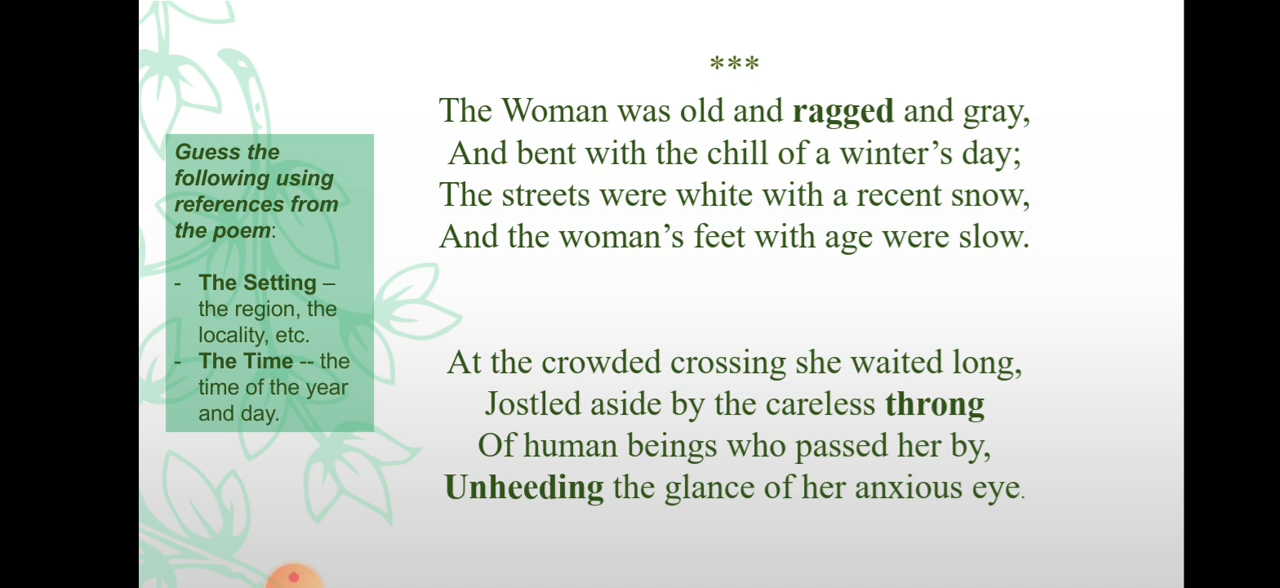 ***
The Woman was old and ragged and gray,
And bent with the chill of a winter’s day;
The streets were white with a recent snow,
And the woman’s feet with age were slow.
At the crowded crossing she waited long,
Jostled aside by the careless throng
Of human beings who passed her by,
Unheeding the glance of her anxious eye.
Guess the
following using
references from
the poem:
- The Setting –
the region, the
locality, etc.
- The Time -- the
time of the year
and day.